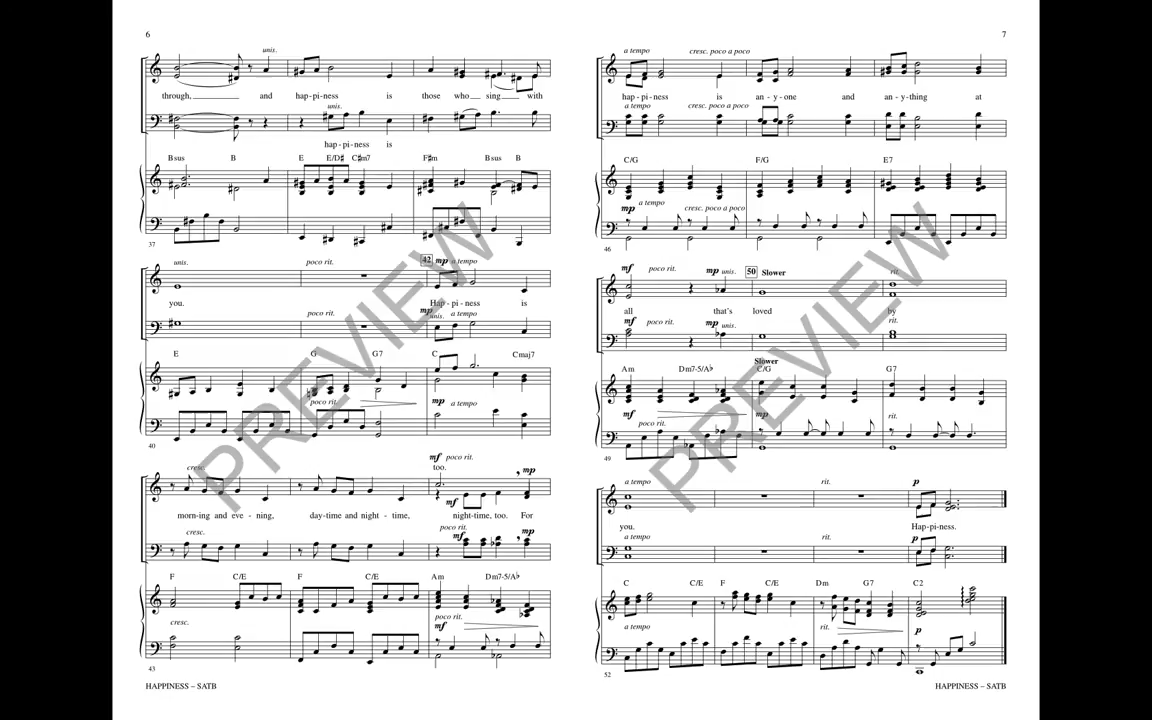 6
unis.
through, and hap - pi - ness is those who sing with
unis.
hap - pi - ness is
Bsus B E E/D♯ C♯m7 F♯m Bsus B
37
unis. poco rit. 42 mp a tempo
you. Hap - pi - ness is
poco rit. mp unis. a tempo
E G G7 C Cmaj7
poco rit. mp a tempo
40
mf poco rit.
cresc. too. mp
mf
morn-ing and eve - ning, day-time and night - time, night-time, too. For
cresc. poco rit. mf mp
F C/E F C/E Am Dm7-5/A♭
cresc. poco rit. mf
43
HAPPINESS – SATB
PREVIEW
7
a tempo cresc. poco a poco
hap - pi - ness is an - y - one and an - y - thing at
a tempo cresc. poco a poco
C/G F/G E7
mp a tempo cresc. poco a poco
46
mf poco rit. mp unis. 50 Slower rit.
all that's loved by
mf poco rit. mp unis. rit.
Slower
Am Dm7-5/A♭ C/G G7
mf poco rit. mp rit.
49
a tempo rit. p
you. Hap-pi-ness.
a tempo rit. p
C C/E F C/E Dm G7 C2
a tempo rit. p
52
HAPPINESS – SATB
PREVIEW